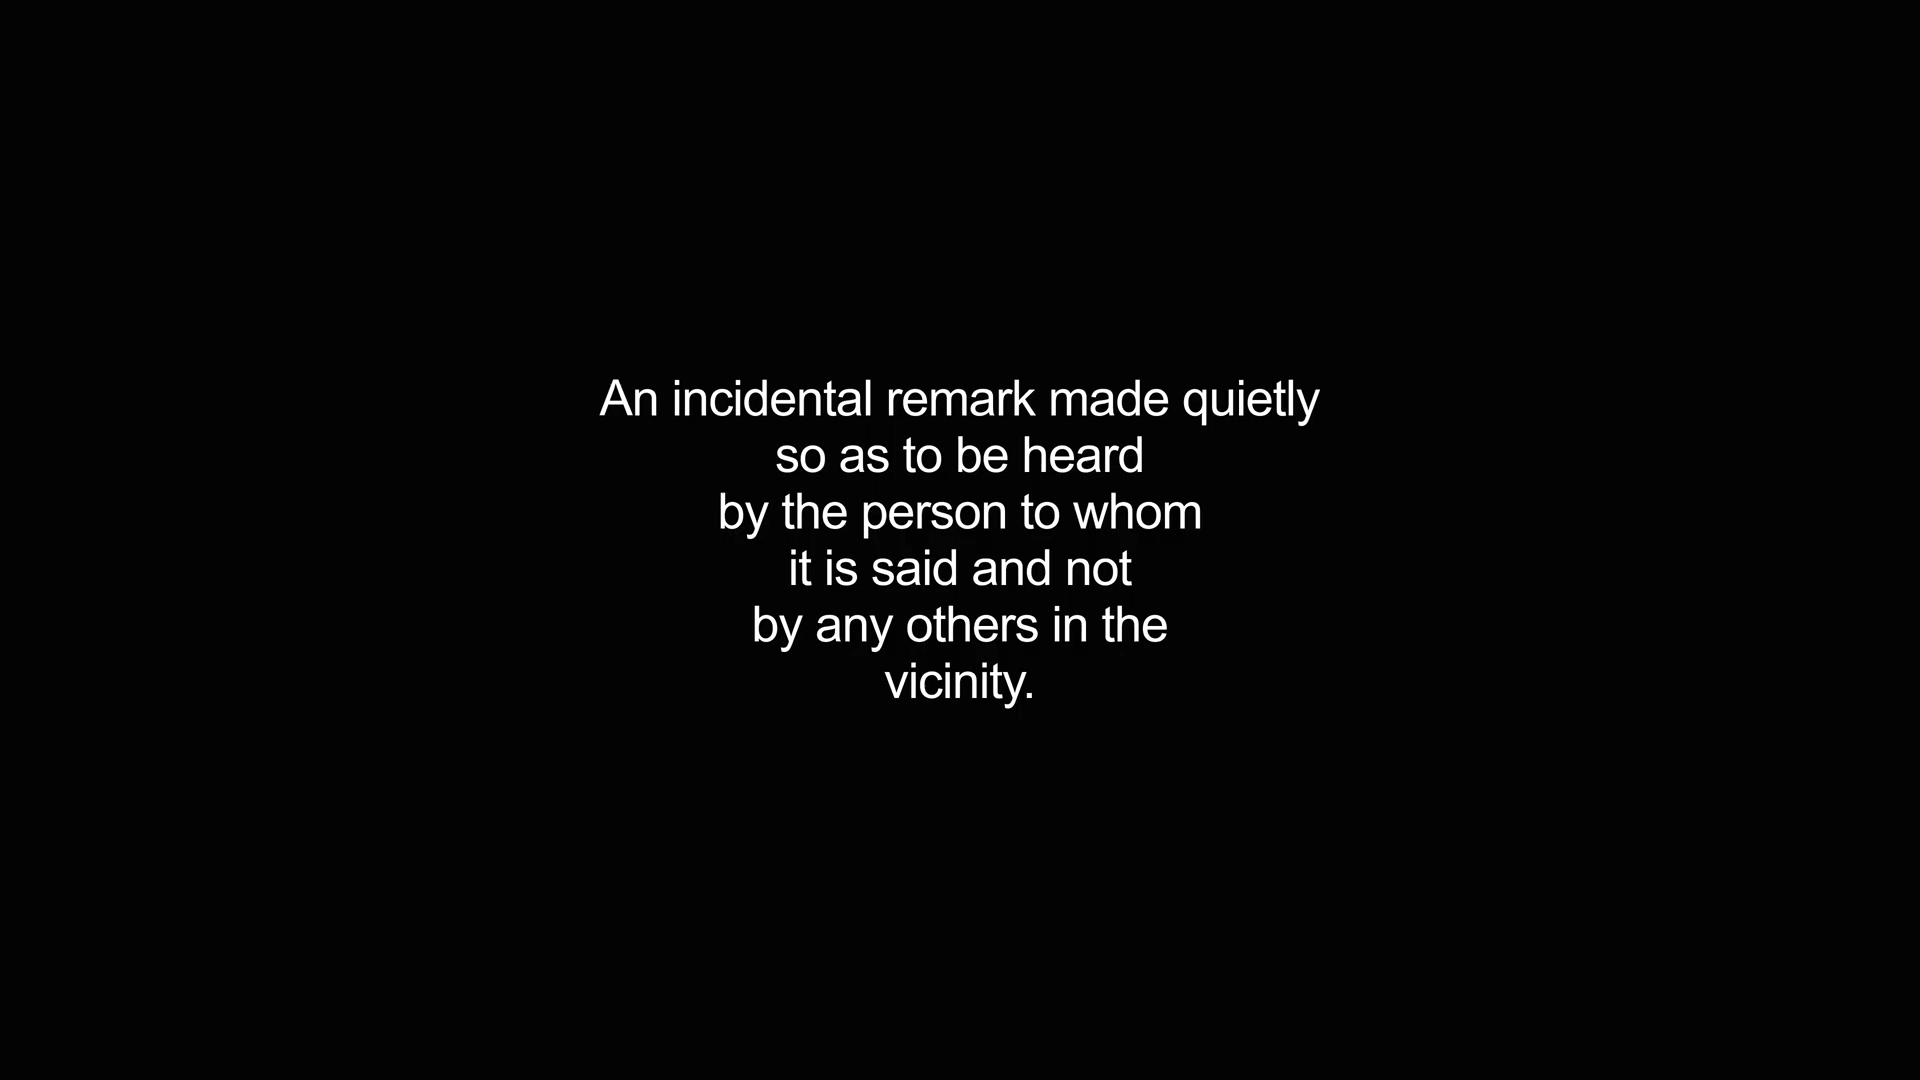 An incidental remark made quietly
so as to be heard
by the person to whom
it is said and not
by any others in the
vicinity.